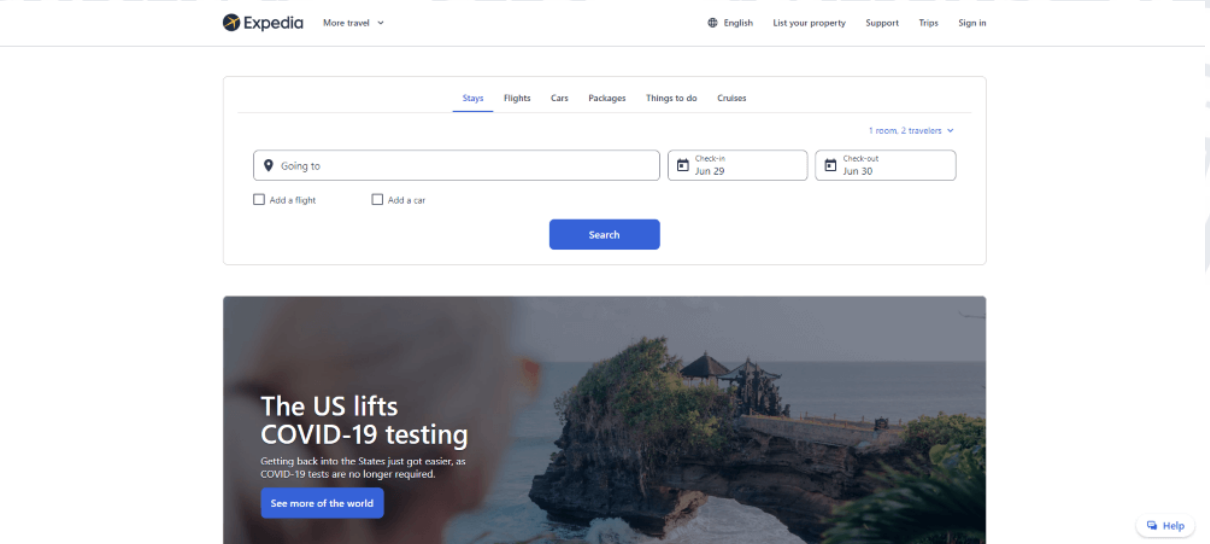 Expedia
More travel
English
List your property
Support
Trips
Sign in
Stays
Flights
Cars
Packages
Things to do
Cruises
1 room, 2 travelers
Going to
Check-in
Jun 29
Check-out
Jun 30
Add a flight
Add a car
Search
The US lifts
COVID-19 testing
Getting back into the States just got easier, as
COVID-19 tests are no longer required.
See more of the world
Help